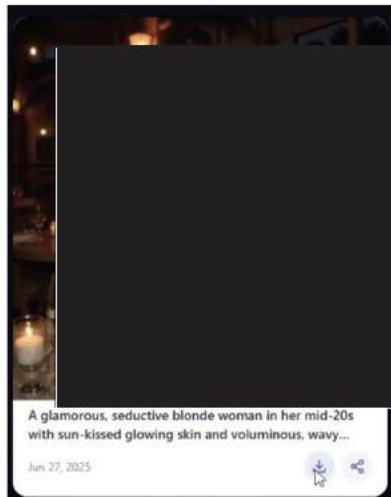 A glamorous, seductive blonde woman in her mid-20s
with sun-kissed glowing skin and voluminous, wavy...
Jun 27, 2025